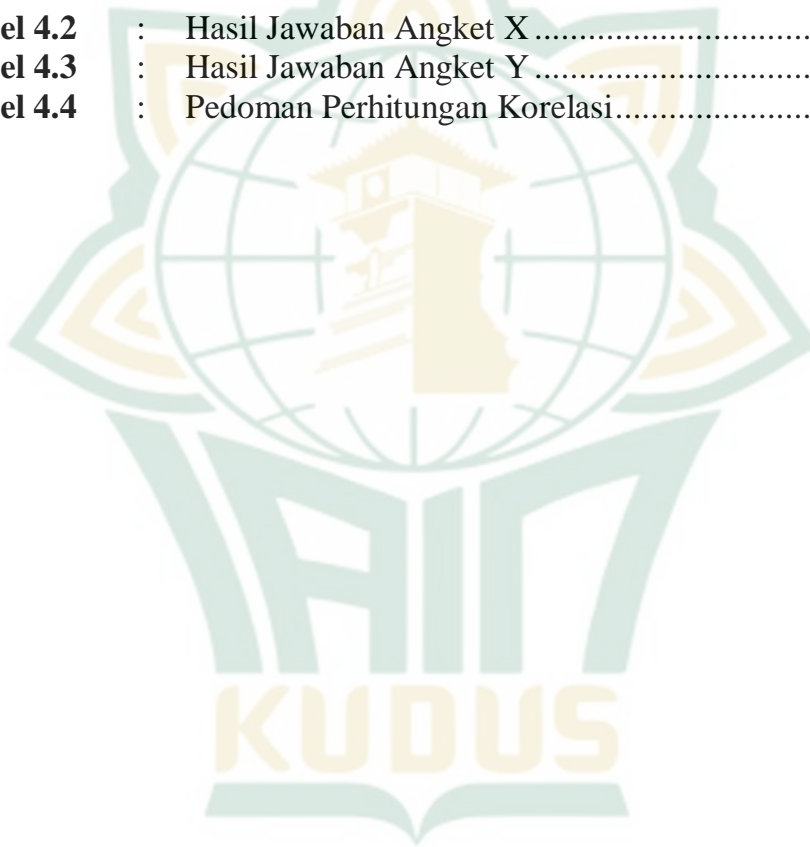 el 4.2 : Hasil Jawaban Angket X ................................
el 4.3 : Hasil Jawaban Angket Y ................................
el 4.4 : Pedoman Perhitungan Korelasi......................
IAIN
KUDUS